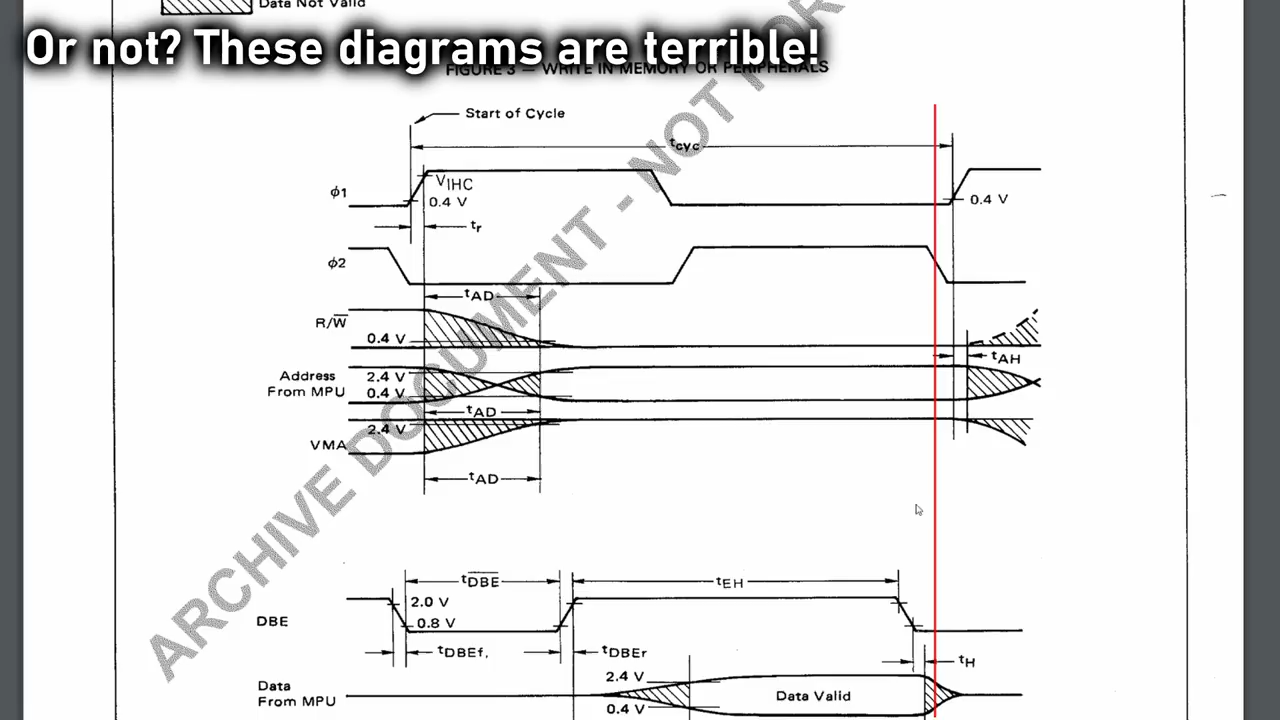 Data Not Valid
Or not? These diagrams are terrible!
FIGURE 3 — WRITE IN MEMORY OR PERIPHERALS
Start of Cycle
tcyc
VIHC
ϕ1
0.4 V
0.4 V
tr
ϕ2
tAD
R/W̅
0.4 V
tAH
Address
From MPU
2.4 V
0.4 V
tAD
2.4 V
VMA
tAD
ARCHIVE DOCUMENT - NOT FOR
tD̅B̅E̅
tEH
2.0 V
DBE
0.8 V
tDBEf,
tDBEr
tH
2.4 V
Data
From MPU
Data Valid
0.4 V